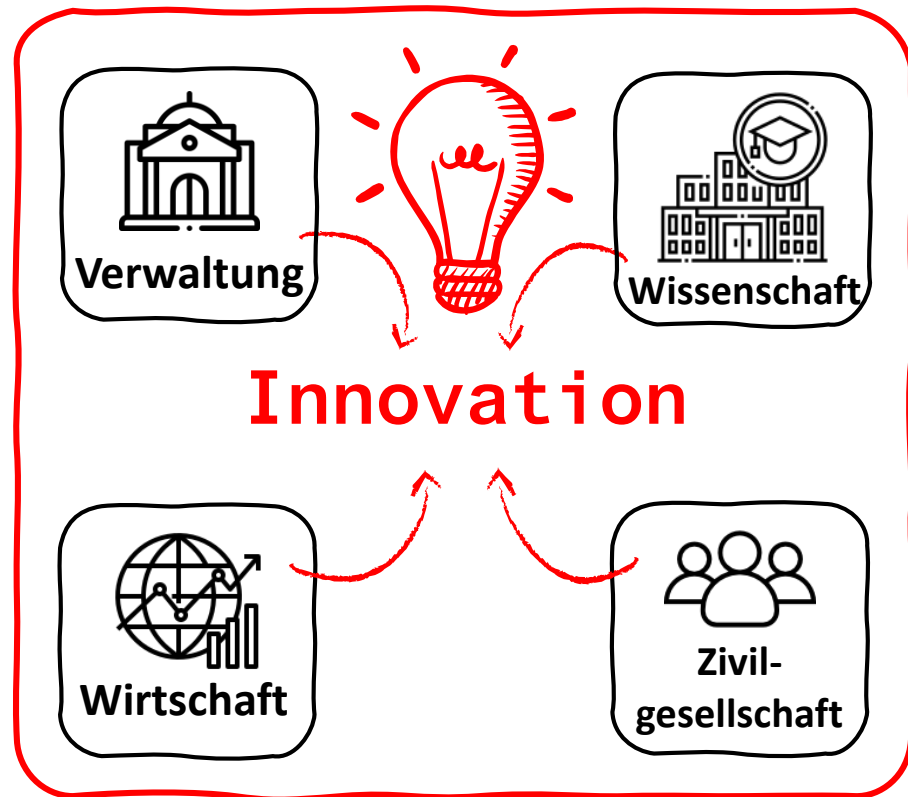 Verwaltung
Wissenschaft
Innovation
Wirtschaft
Zivil-
gesellschaft